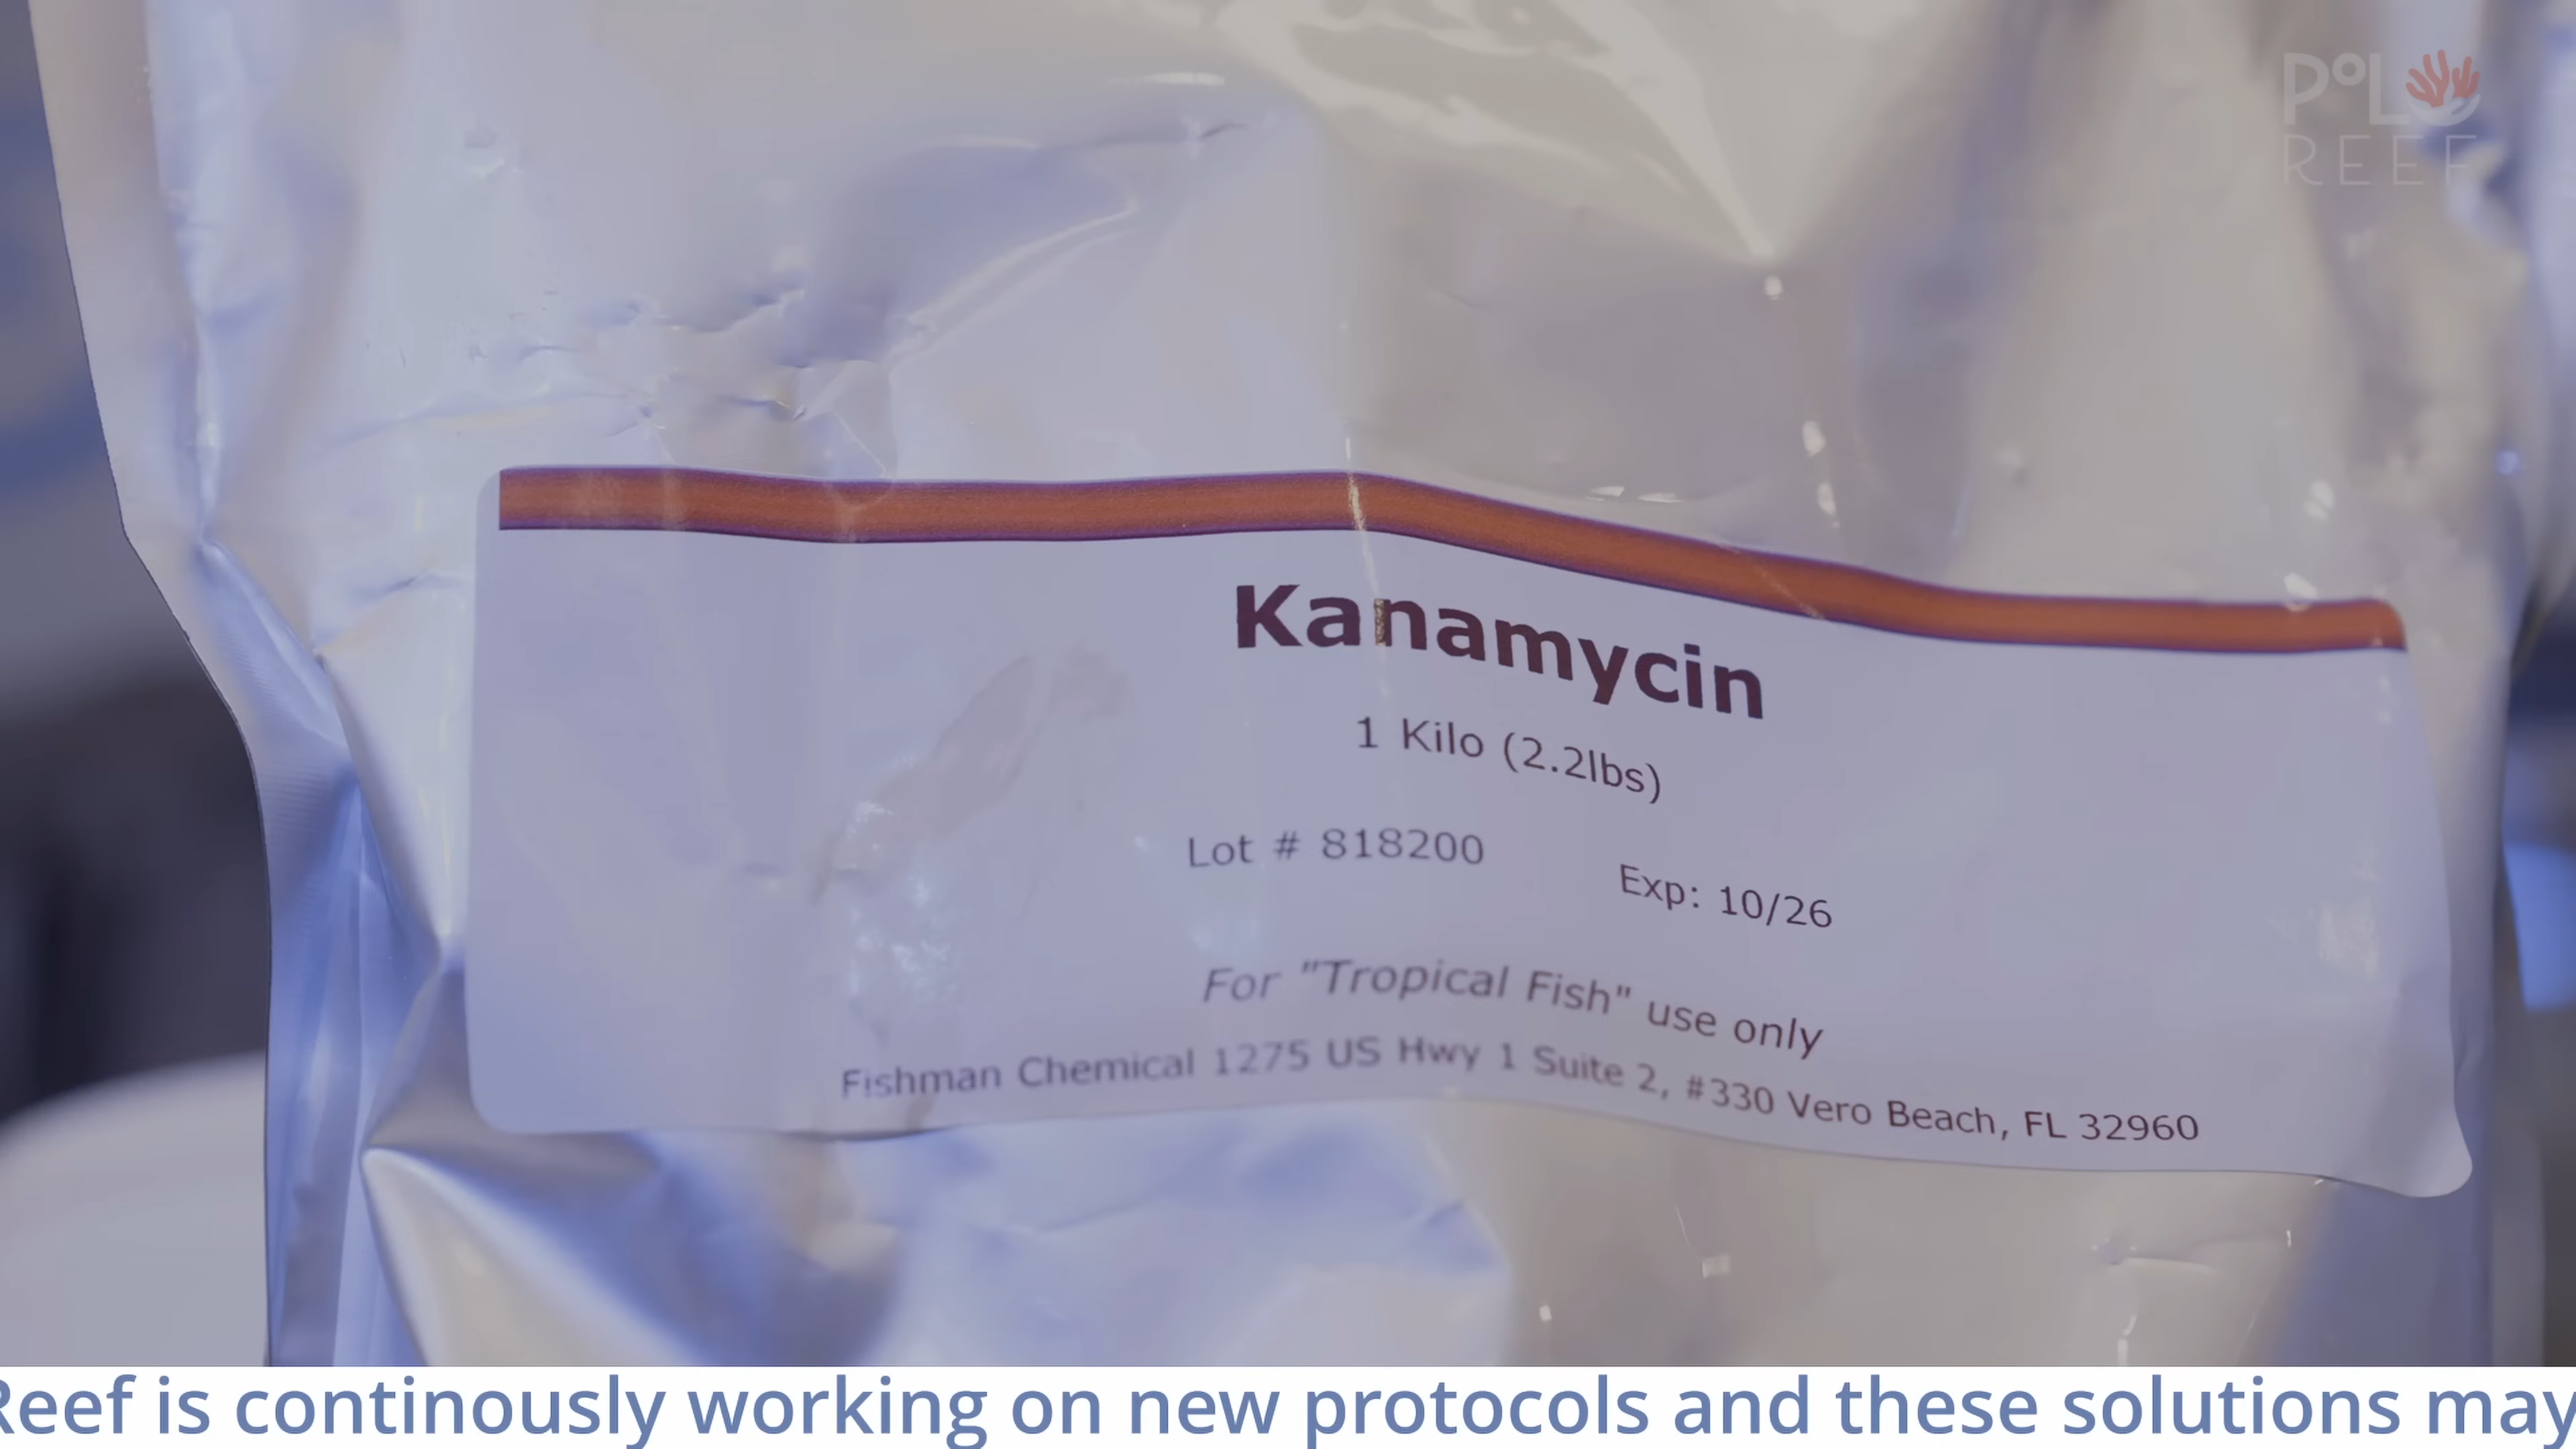 PoLO
REEF
Kanamycin
1 Kilo (2.2lbs)
Lot # 818200
Exp: 10/26
For "Tropical Fish" use only
Fishman Chemical 1275 US Hwy 1 Suite 2, #330 Vero Beach, FL 32960
Reef is continously working on new protocols and these solutions may